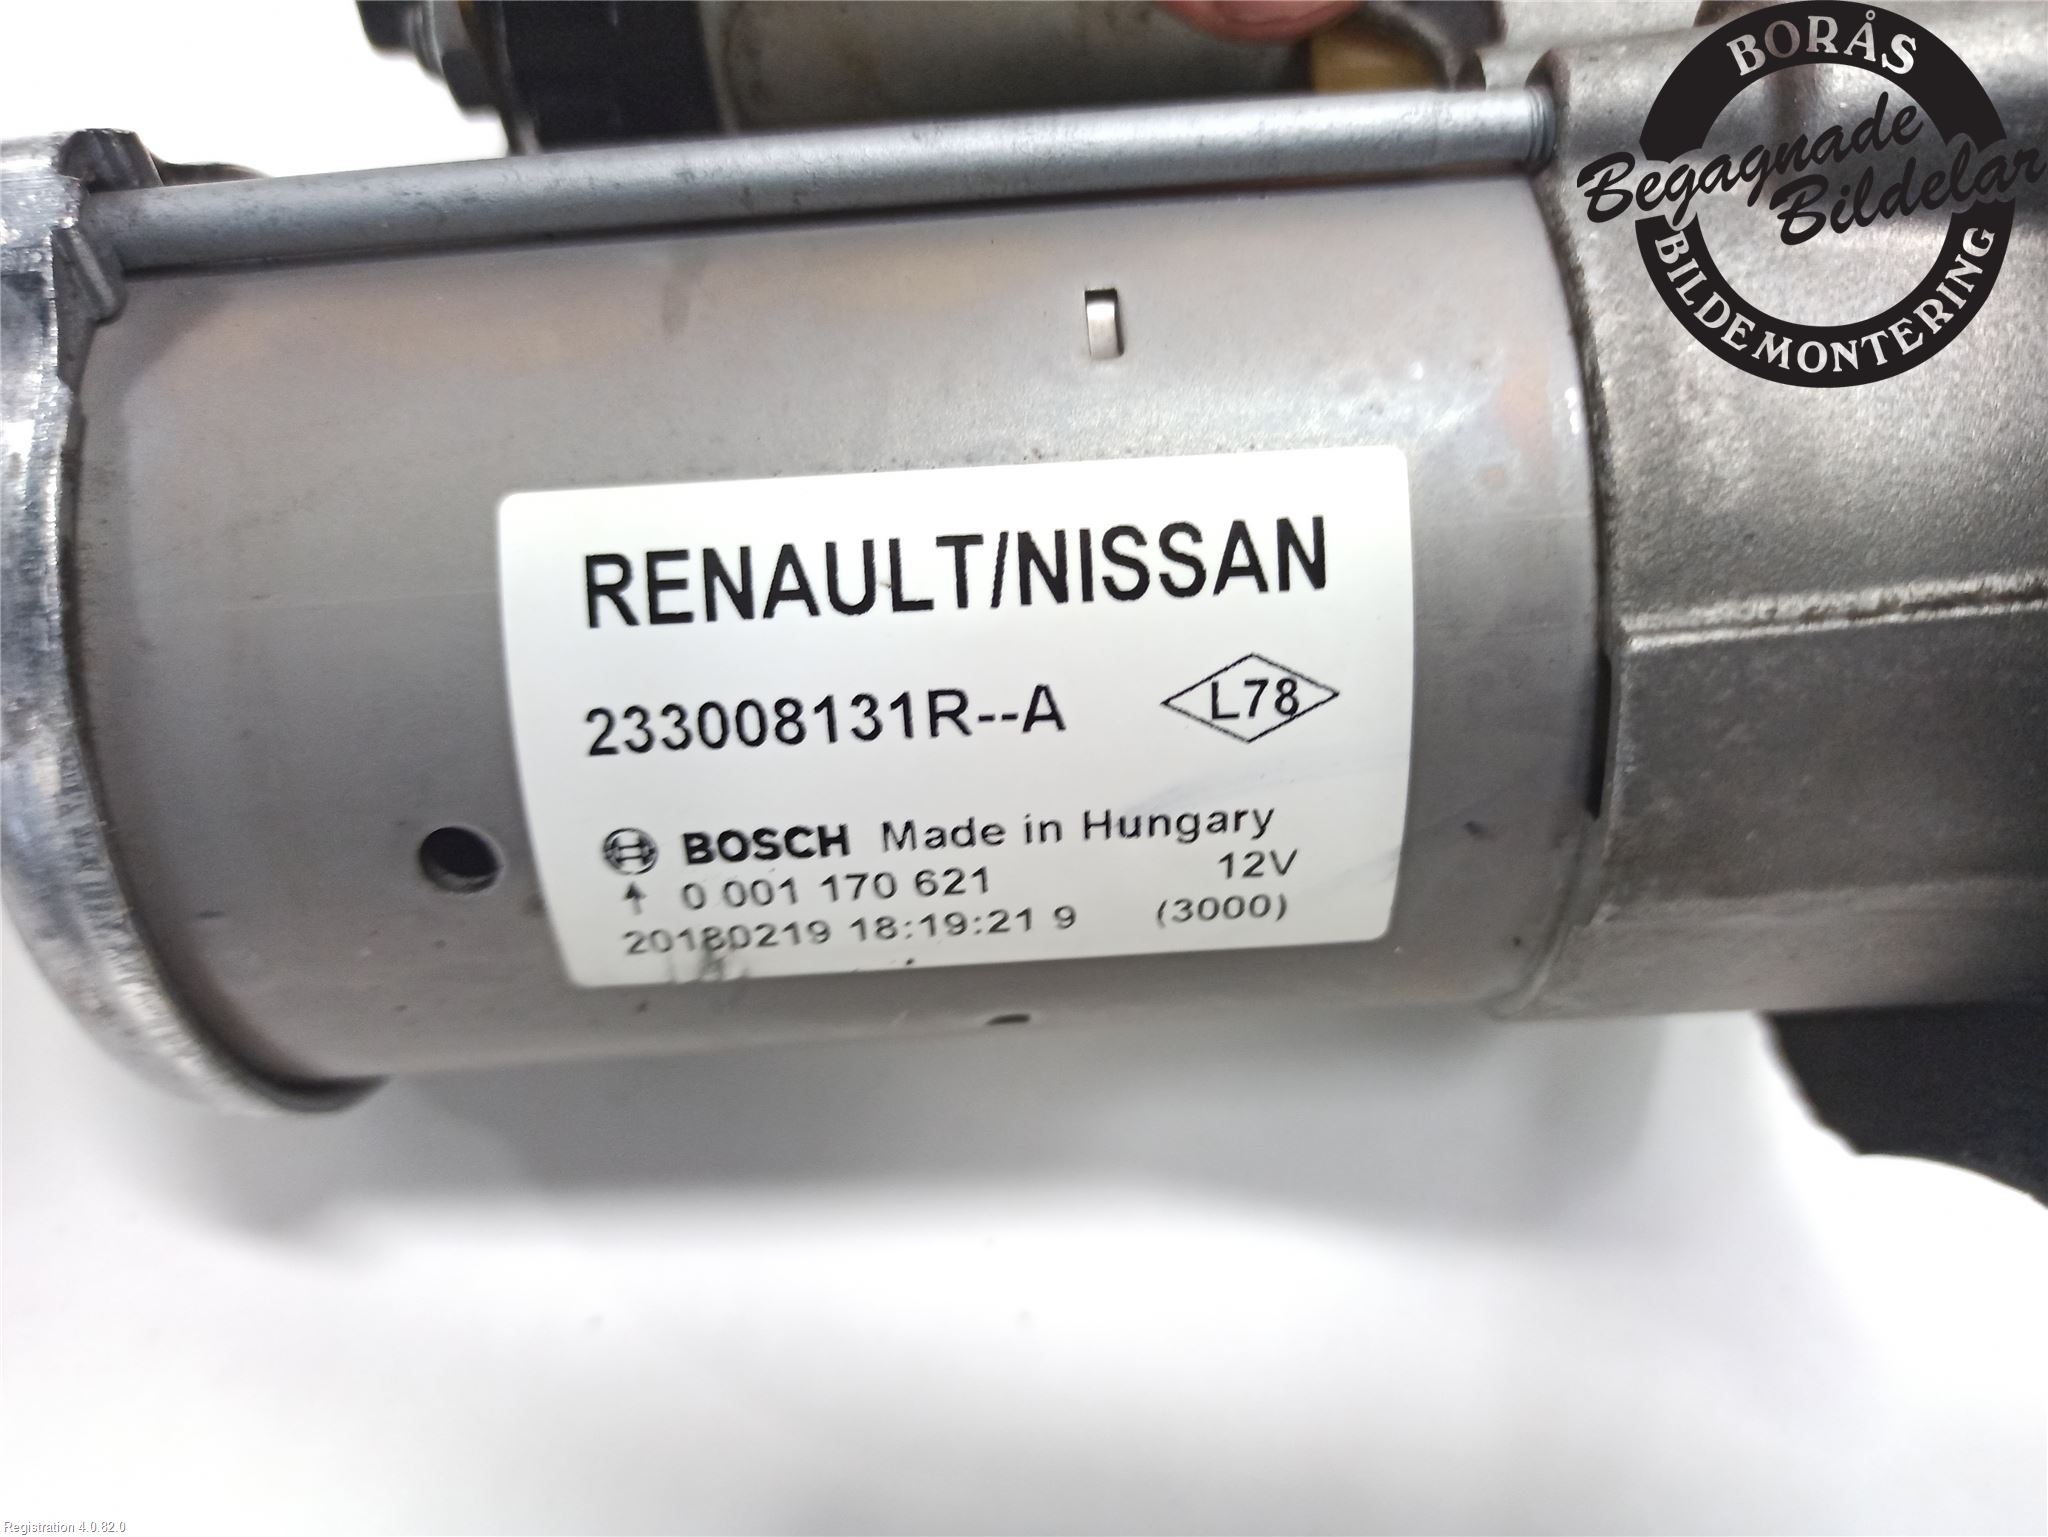 BORÅS
Begagnade
Bildelar
BILDEMONTERING
RENAULT/NISSAN
233008131R--A L78
BOSCH Made in Hungary
0 001 170 621 12V
20180219 18:19:21 9 (3000)
Registration 4.0.82.0